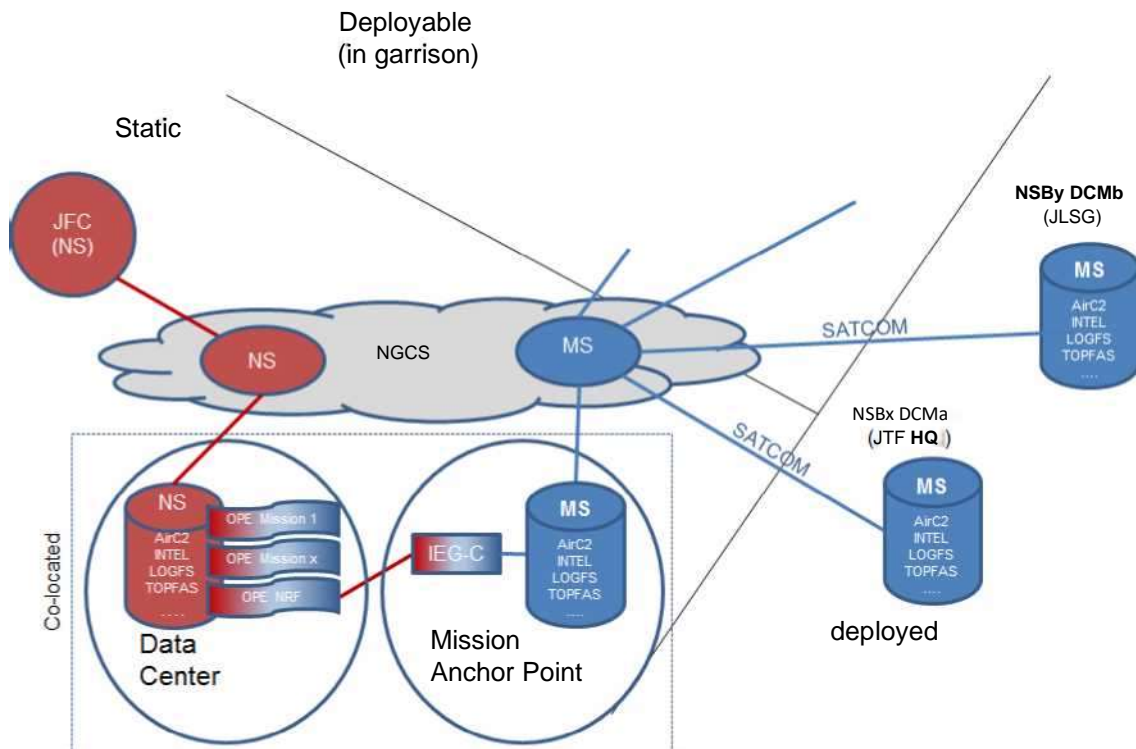 Deployable
(in garrison)
Static
JFC
(NS)
NSBy DCMb
(JLSG)
MS
AirC2
INTEL
LOGFS
TOPFAS
....
SATCOM
NS
NGCS
MS
NSBx DCMa
(JTF HQ )
SATCOM
MS
AirC2
INTEL
LOGFS
TOPFAS
....
deployed
Co-located
NS
AirC2
INTEL
LOGFS
TOPFAS
....
OPE Mission 1
OPE Mission x
OPE NRF
Data
Center
IEG-C
MS
AirC2
INTEL
LOGFS
TOPFAS
....
Mission
Anchor Point